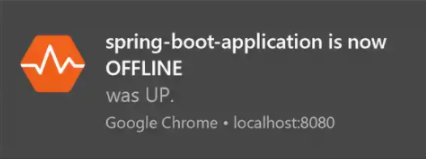 spring-boot-application is now
OFFLINE
was UP.
Google Chrome • localhost:8080